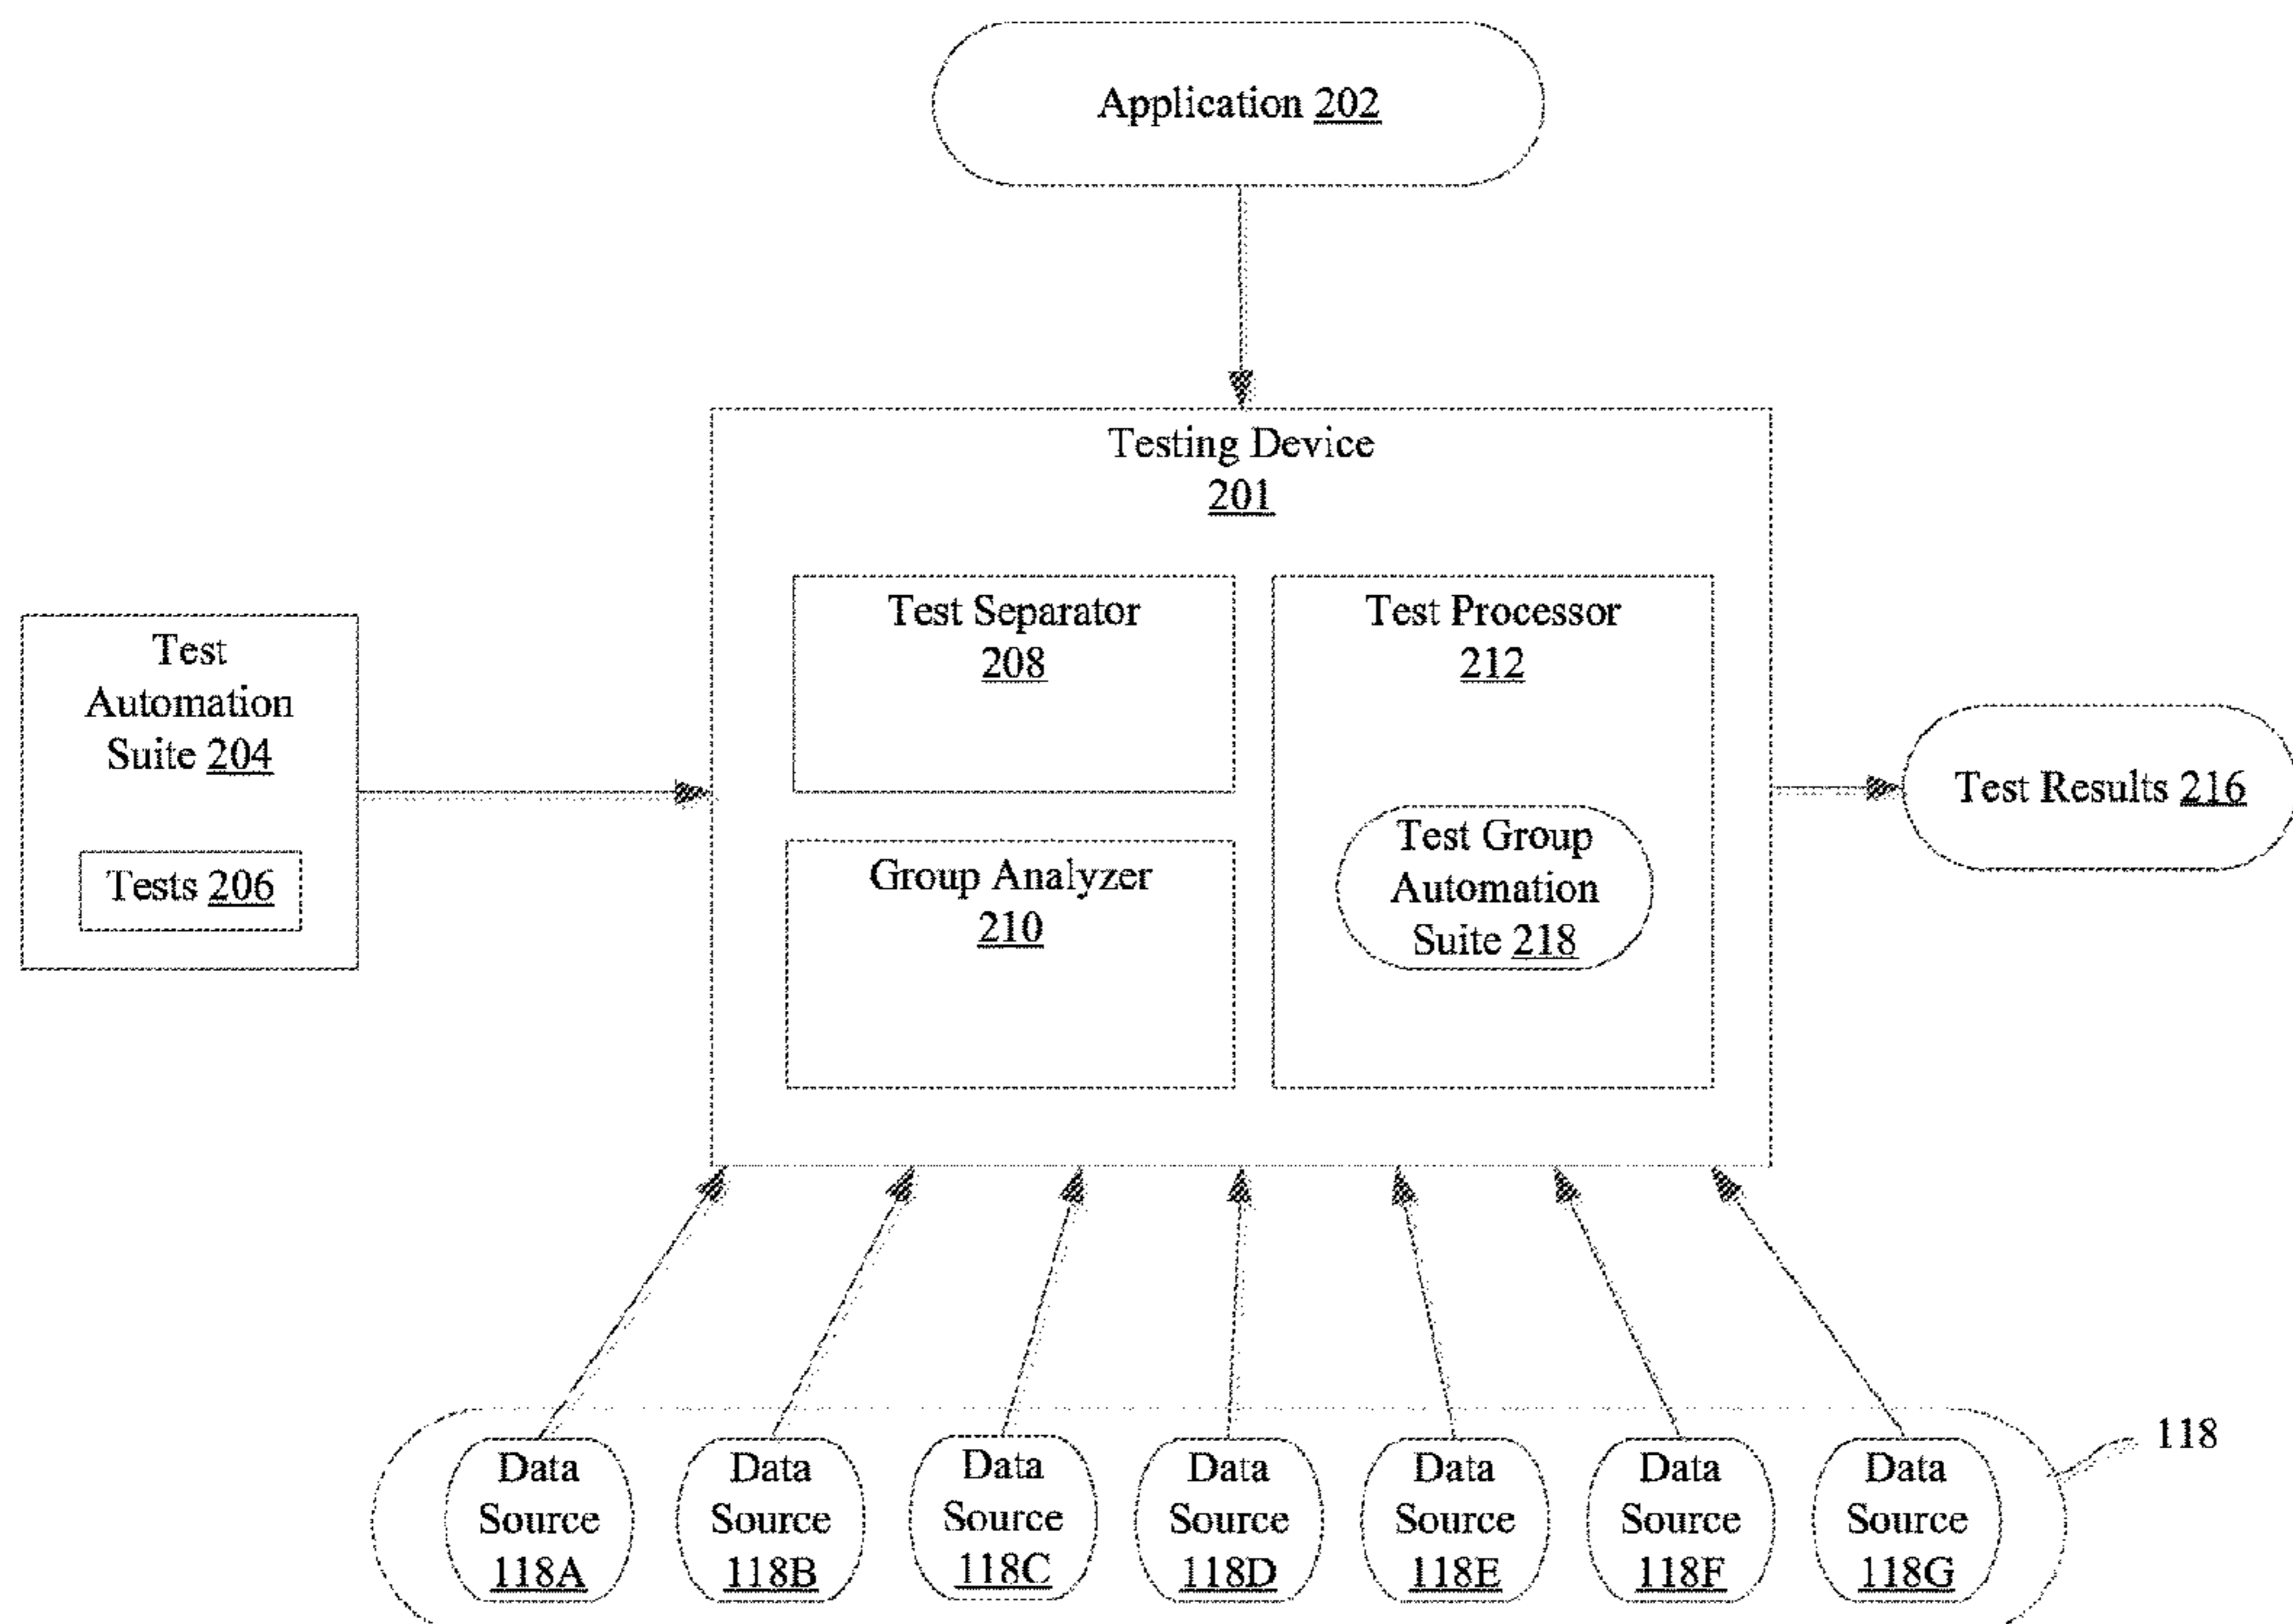 Application 202
Testing Device
201
Test Separator
208
Test Processor
212
Test
Automation
Suite 204
Tests 206
Group Analyzer
210
Test Group
Automation
Suite 218
Test Results 216
118
Data
Source
118A
Data
Source
118B
Data
Source
118C
Data
Source
118D
Data
Source
118E
Data
Source
118F
Data
Source
118G